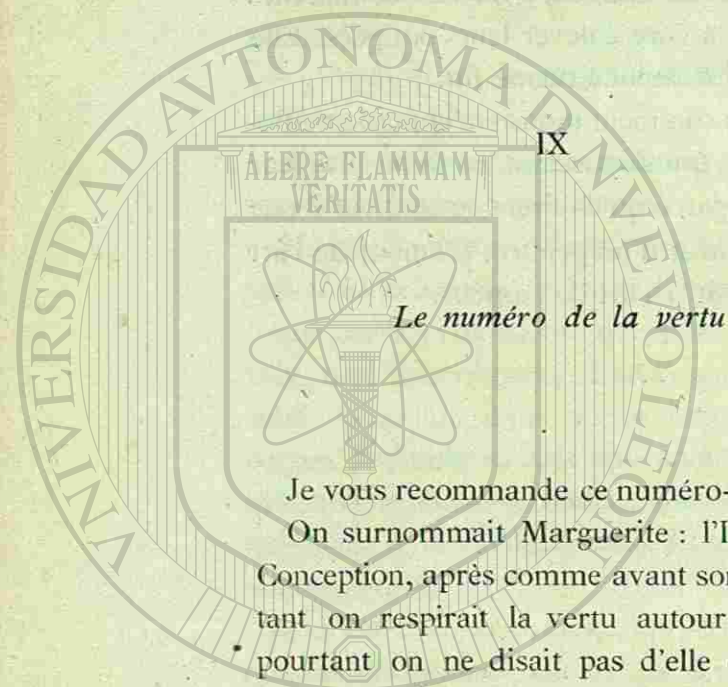 IX
Le numéro de la vertu
Je vous recommande ce numéro-
On surnommait Marguerite : l'I
Conception, après comme avant so
tant on respirait la vertu autour
pourtant on ne disait pas d'elle
UNIVERSIDAD AUTONOMA DE NUEVO LEON
ALERE FLAMMAM
VERITATIS